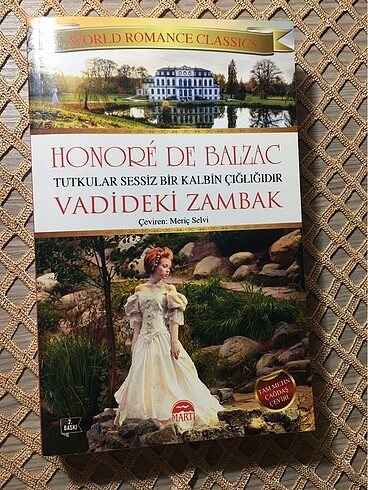 WORLD ROMANCE CLASSICS
HONORÉ DE BALZAC
TUTKULAR SESSİZ BİR KALBİN ÇIĞLIĞIDIR
VADİDEKİ ZAMBAK
Çeviren: Meriç Selvi
TAM METİN
ÇAĞDAŞ
ÇEVİRİ
BASKI
MARTI